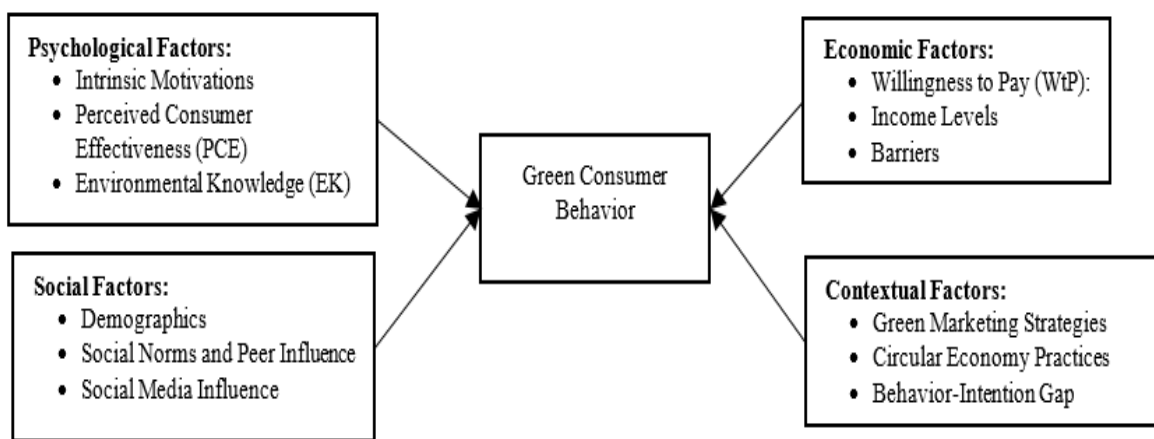 Psychological Factors:
• Intrinsic Motivations
• Perceived Consumer
Effectiveness (PCE)
• Environmental Knowledge (EK)
Social Factors:
• Demographics
• Social Norms and Peer Influence
• Social Media Influence
Green Consumer
Behavior
Economic Factors:
• Willingness to Pay (WtP):
• Income Levels
• Barriers
Contextual Factors:
• Green Marketing Strategies
• Circular Economy Practices
• Behavior-Intention Gap